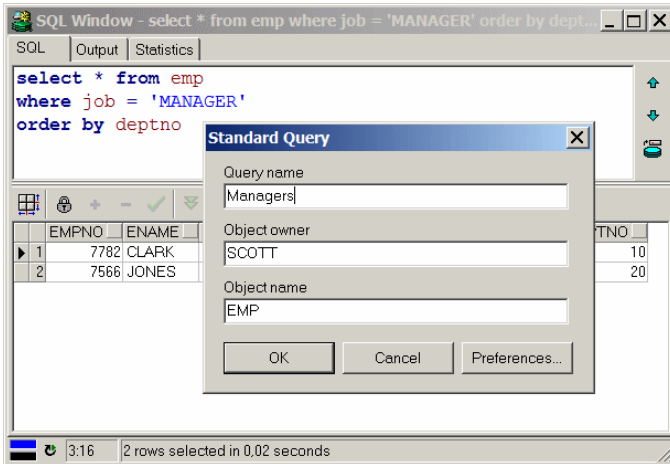 SQL Window - select * from emp where job = 'MANAGER' order by dept...
SQL Output Statistics
select * from emp
where job = 'MANAGER'
order by deptno
Standard Query
Query name
Managers
Object owner
SCOTT
Object name
EMP
OK Cancel Preferences...
EMPNO ENAME TNO
1 7782 CLARK 10
2 7566 JONES 20
3:16 2 rows selected in 0,02 seconds